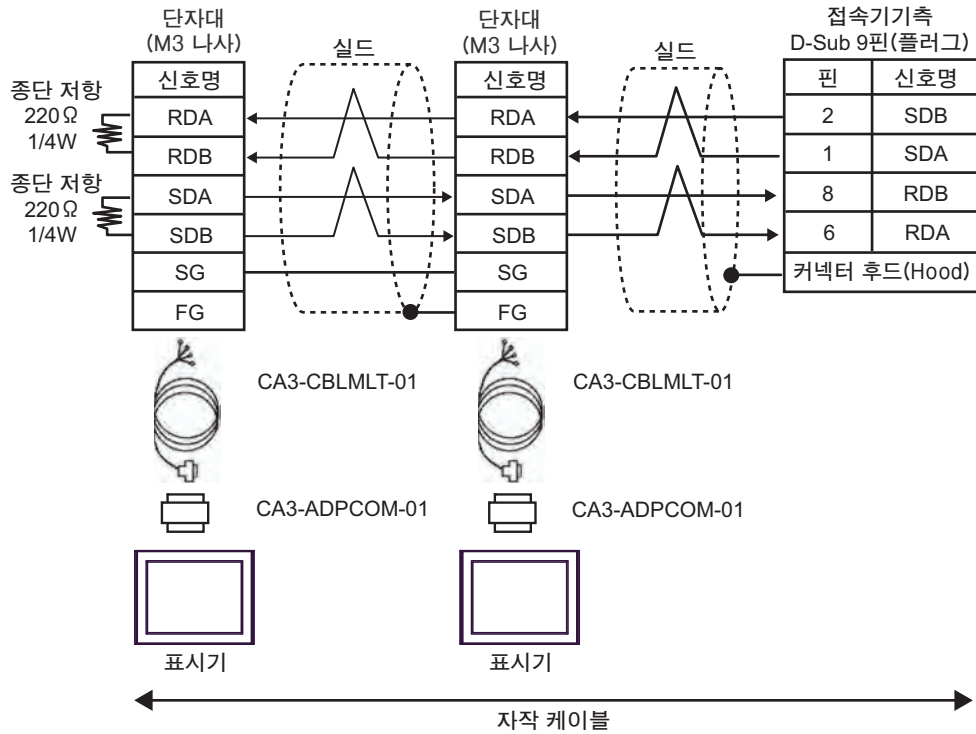 단자대
(M3 나사)
실드
단자대
(M3 나사)
실드
접속기기측
D-Sub 9핀(플러그)
종단 저항
220Ω
1/4W
종단 저항
220Ω
1/4W
신호명
RDA
RDB
SDA
SDB
SG
FG
신호명
RDA
RDB
SDA
SDB
SG
FG
핀 신호명
2 SDB
1 SDA
8 RDB
6 RDA
커넥터 후드(Hood)
CA3-CBLMLT-01
CA3-CBLMLT-01
CA3-ADPCOM-01
CA3-ADPCOM-01
표시기
표시기
자작 케이블